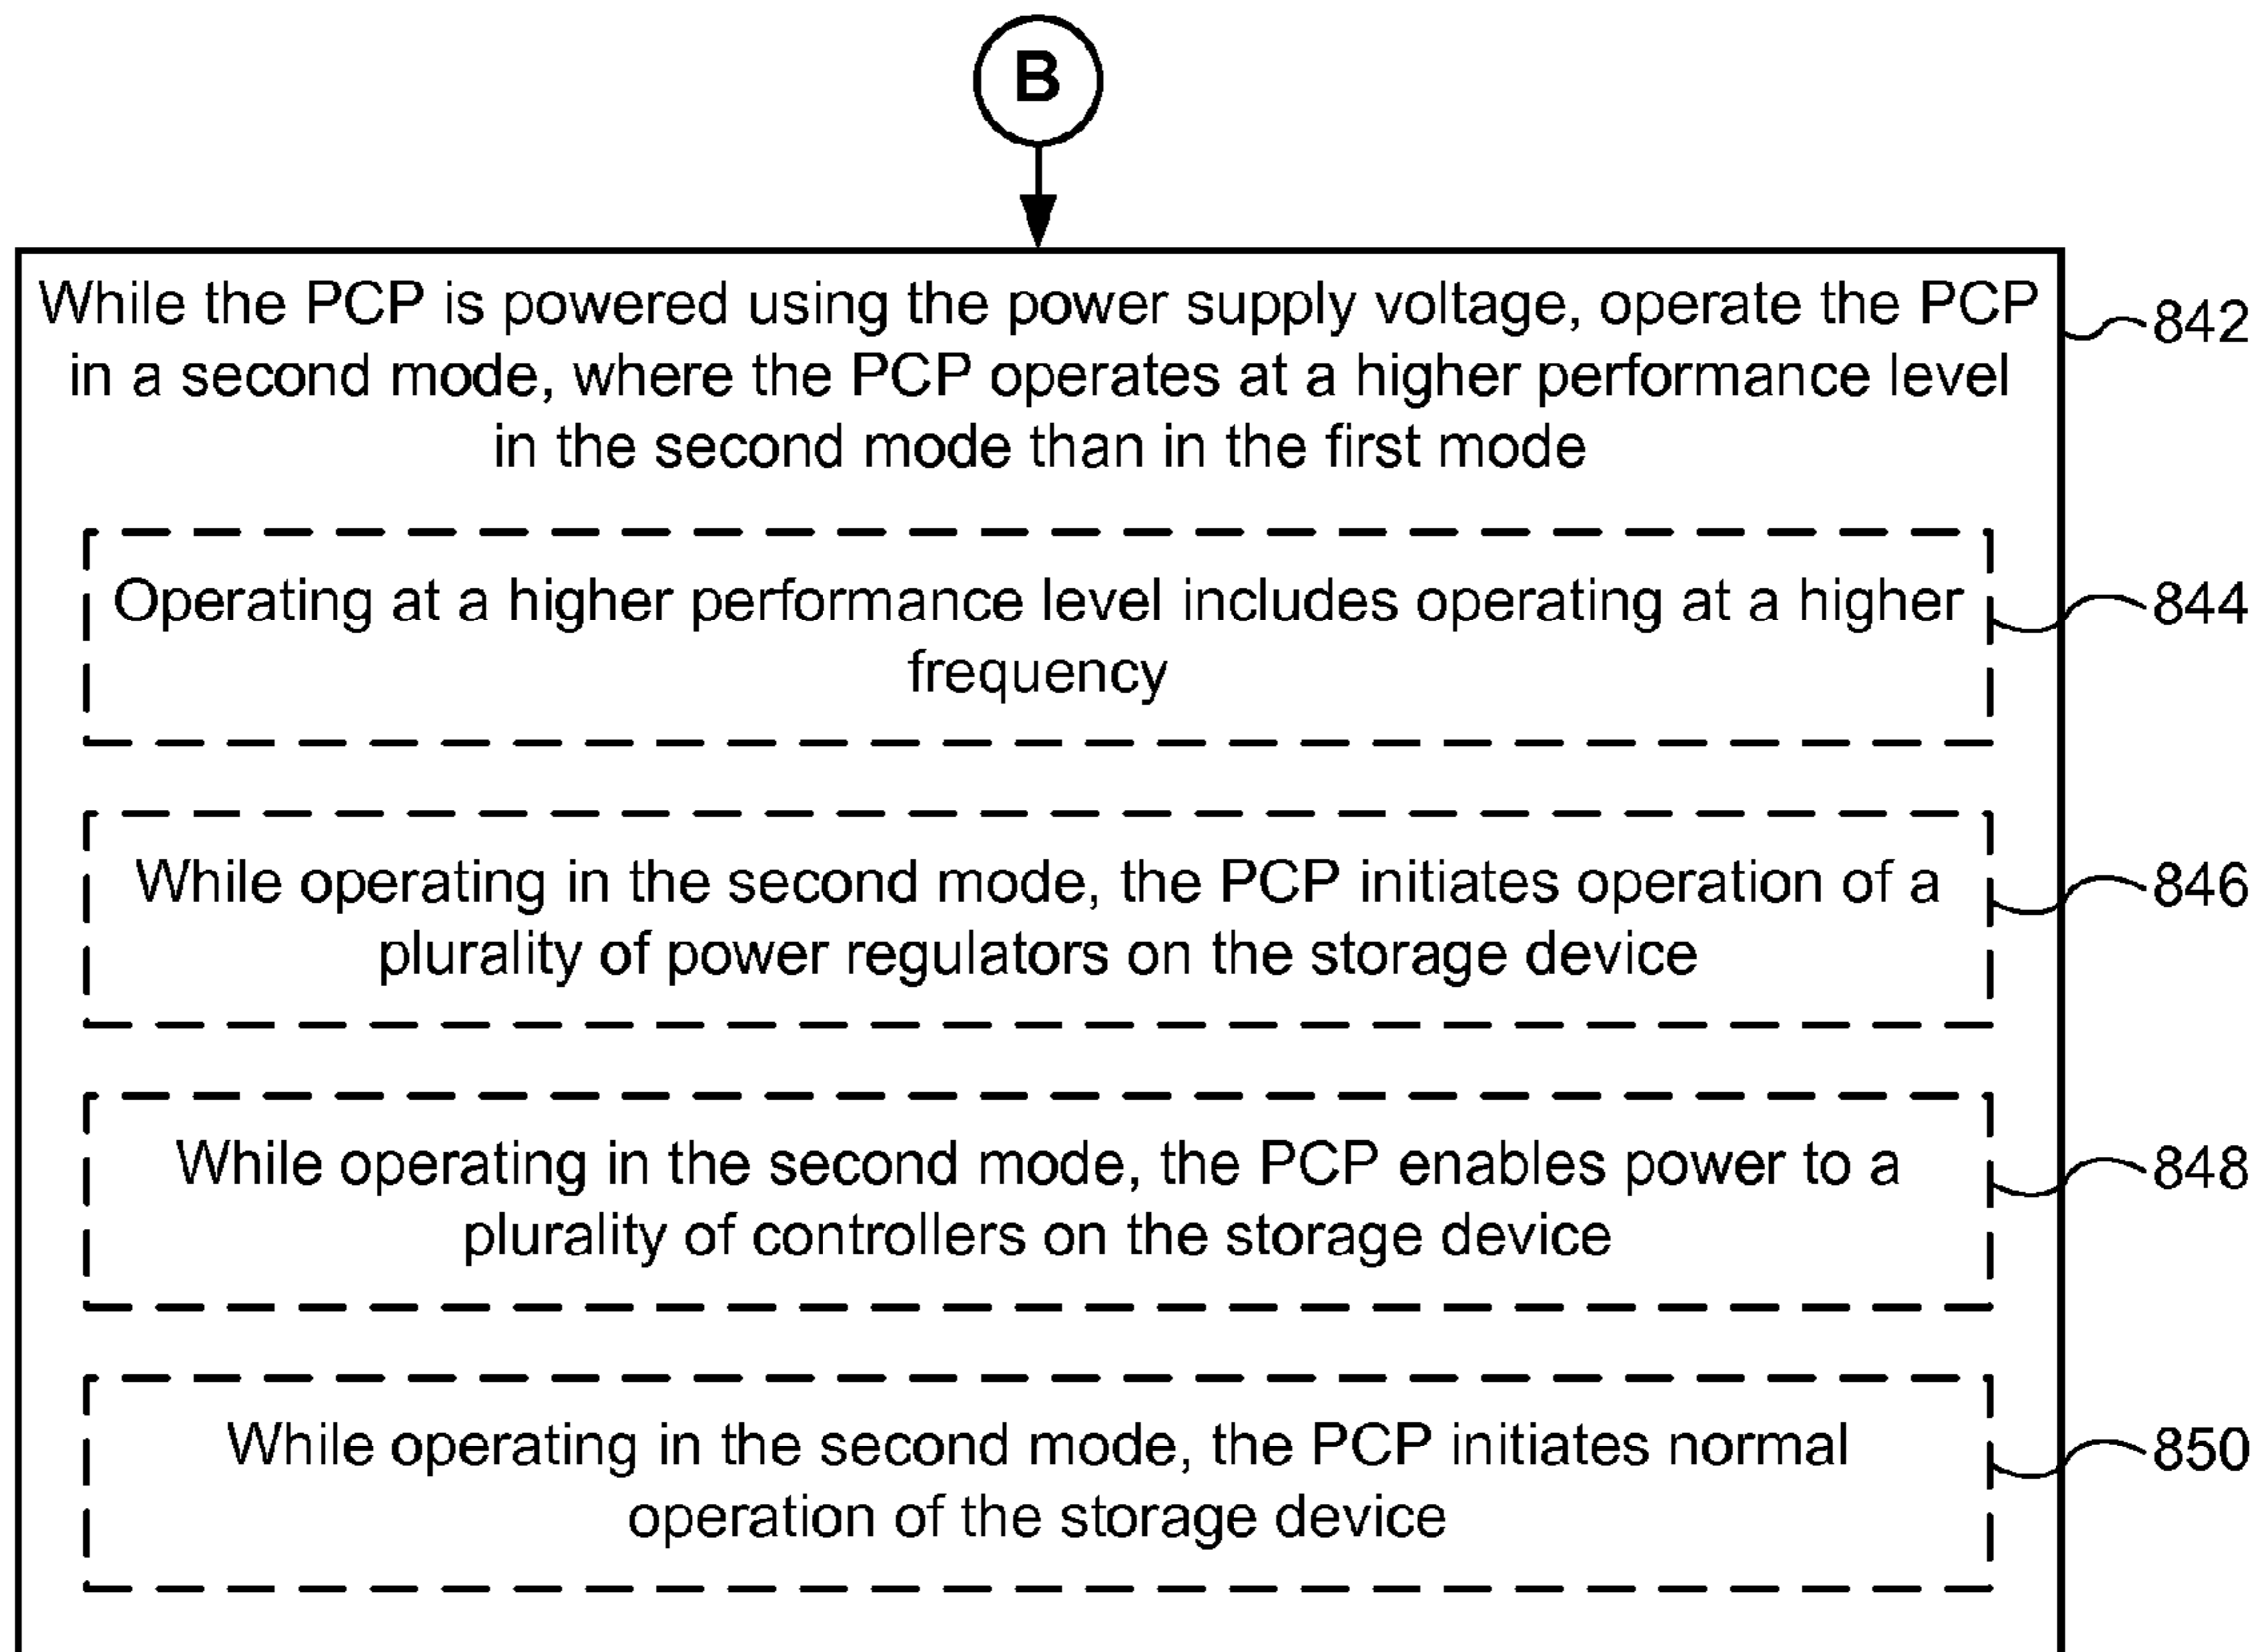 B
While the PCP is powered using the power supply voltage, operate the PCP
in a second mode, where the PCP operates at a higher performance level
in the second mode than in the first mode
842
Operating at a higher performance level includes operating at a higher
frequency
844
While operating in the second mode, the PCP initiates operation of a
plurality of power regulators on the storage device
846
While operating in the second mode, the PCP enables power to a
plurality of controllers on the storage device
848
While operating in the second mode, the PCP initiates normal
operation of the storage device
850